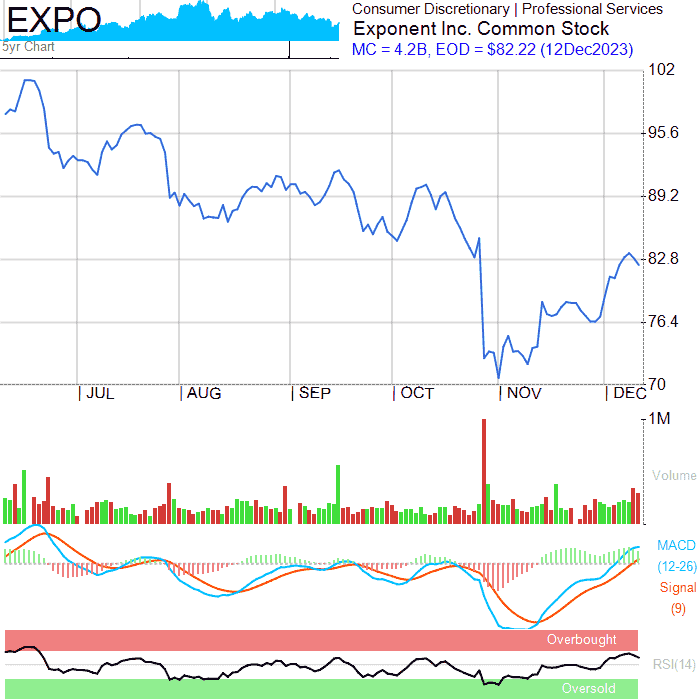 EXPO
5yr Chart
Consumer Discretionary | Professional Services
Exponent Inc. Common Stock
MC = 4.2B, EOD = $82.22 (12Dec2023)
102
95.6
89.2
82.8
76.4
70
| JUL | AUG | SEP | OCT | NOV | DEC
1M
Volume
MACD
(12-26)
Signal
(9)
Overbought
RSI(14)
Oversold